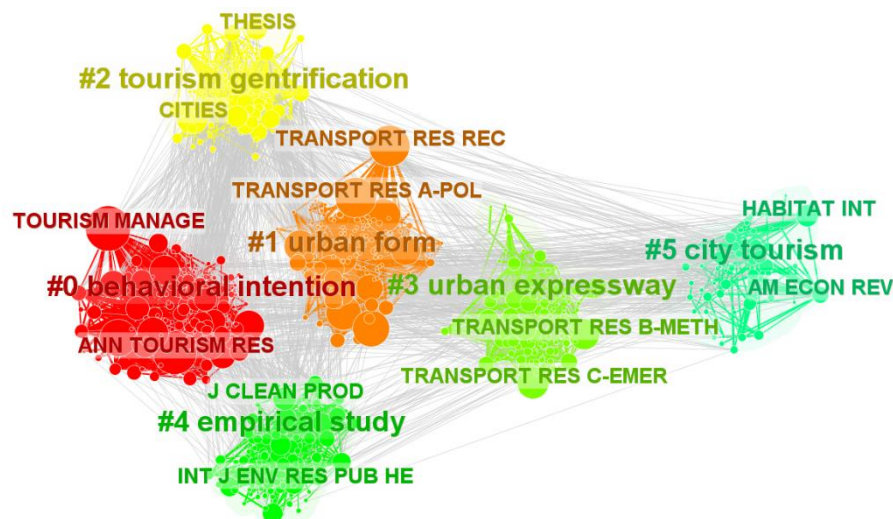 THESIS
#2 tourism gentrification
CITIES
TRANSPORT RES REC
TRANSPORT RES A-POL
TOURISM MANAGE
HABITAT INT
#1 urban form
#5 city tourism
#0 behavioral intention
#3 urban expressway
AM ECON REV
TRANSPORT RES B-METH
ANN TOURISM RES
TRANSPORT RES C-EMER
J CLEAN PROD
#4 empirical study
INT J ENV RES PUB HE